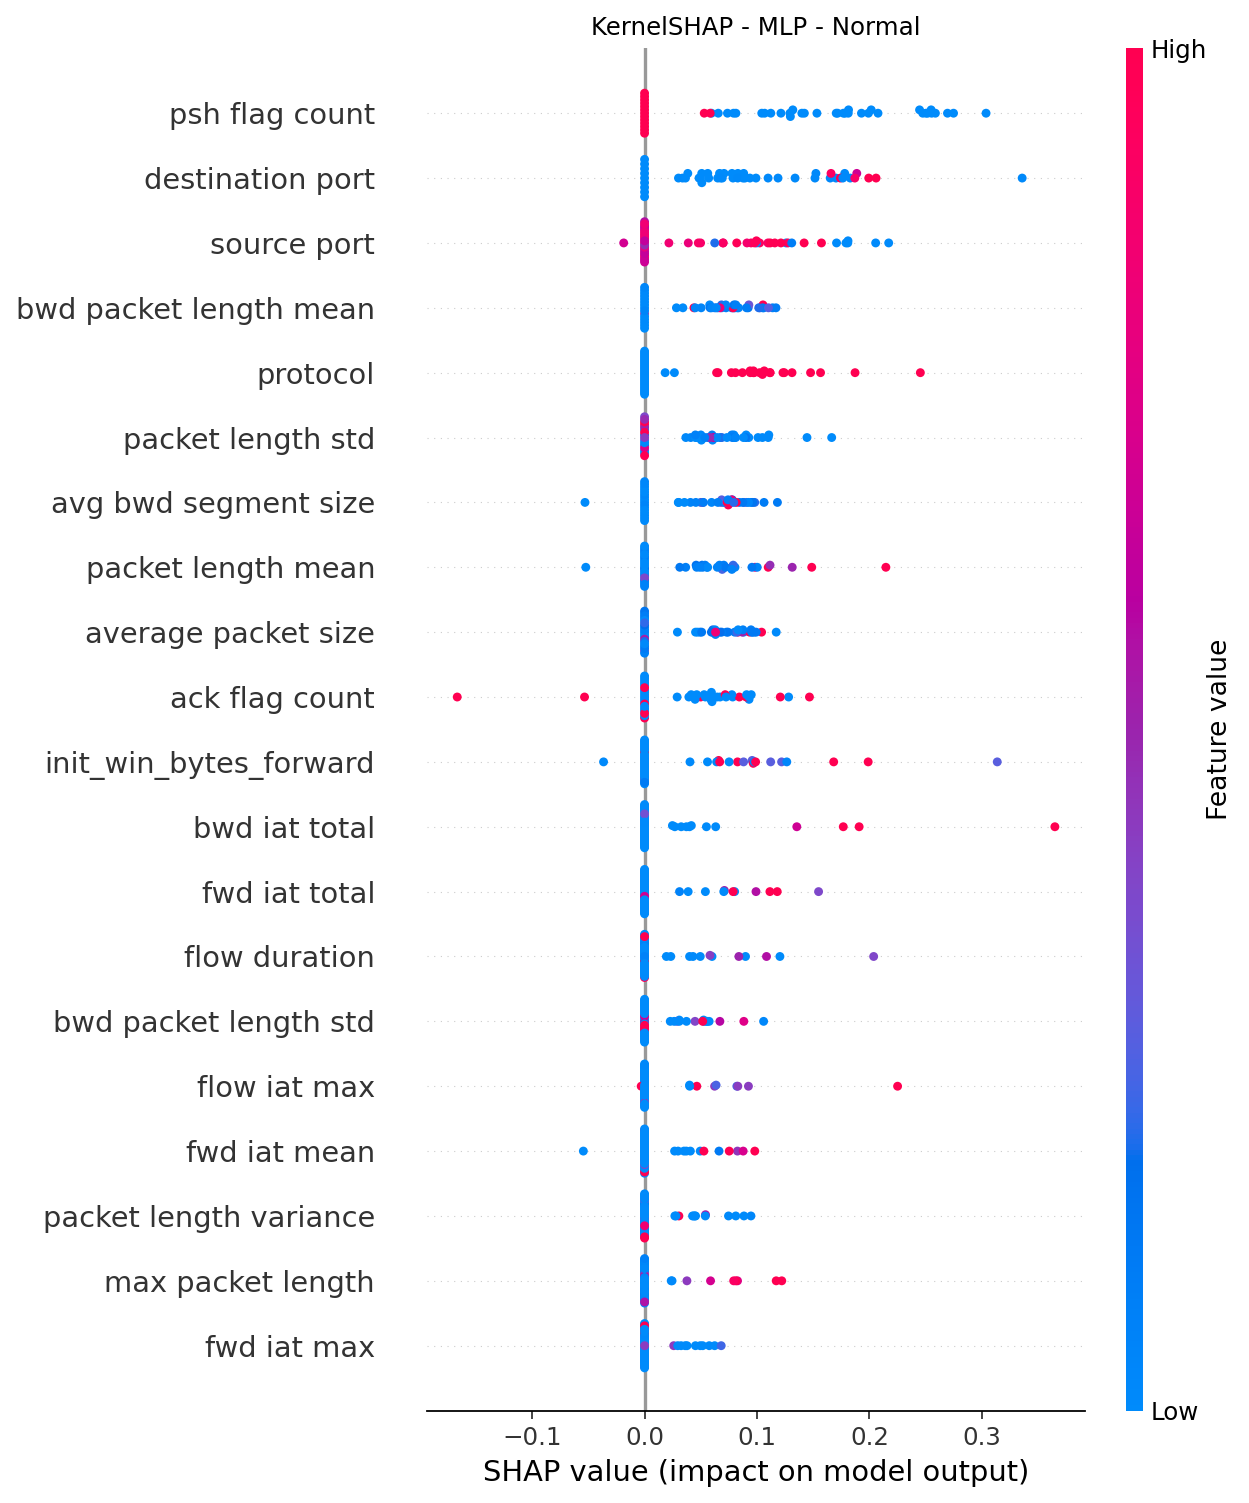 KernelSHAP - MLP - Normal
High
psh flag count
destination port
source port
bwd packet length mean
protocol
packet length std
avg bwd segment size
packet length mean
average packet size
ack flag count
init_win_bytes_forward
bwd iat total
fwd iat total
flow duration
bwd packet length std
flow iat max
fwd iat mean
packet length variance
max packet length
fwd iat max
Feature value
Low
−0.1 0.0 0.1 0.2 0.3
SHAP value (impact on model output)